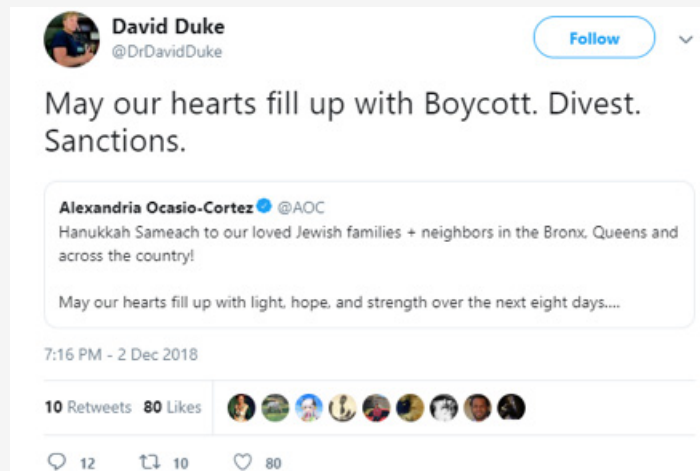 David Duke
@DrDavidDuke
Follow
May our hearts fill up with Boycott. Divest.
Sanctions.
Alexandria Ocasio-Cortez @AOC
Hanukkah Sameach to our loved Jewish families + neighbors in the Bronx, Queens and
across the country!
May our hearts fill up with light, hope, and strength over the next eight days....
7:16 PM - 2 Dec 2018
10 Retweets 80 Likes
12 10 80